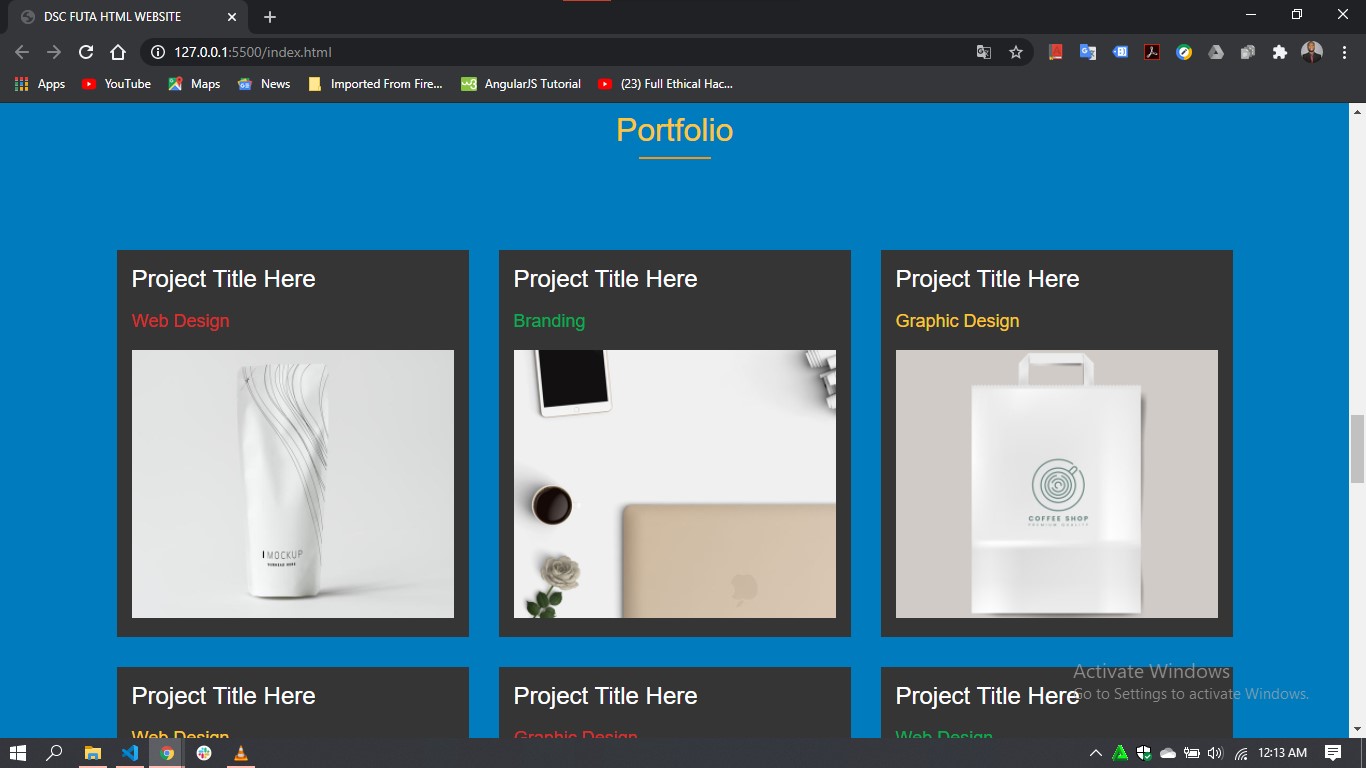 DSC FUTA HTML WEBSITE
127.0.0.1:5500/index.html
Apps YouTube Maps News Imported From Fire... AngularJS Tutorial (23) Full Ethical Hac...
Portfolio
Project Title Here
Web Design
MOCKUP
Project Title Here
Branding
Project Title Here
Graphic Design
COFFEE SHOP
PREMIUM QUALITY
Project Title Here
Web Design
Project Title Here
Graphic Design
Project Title Here
Web Design
Activate Windows
Go to Settings to activate Windows.
12:13 AM